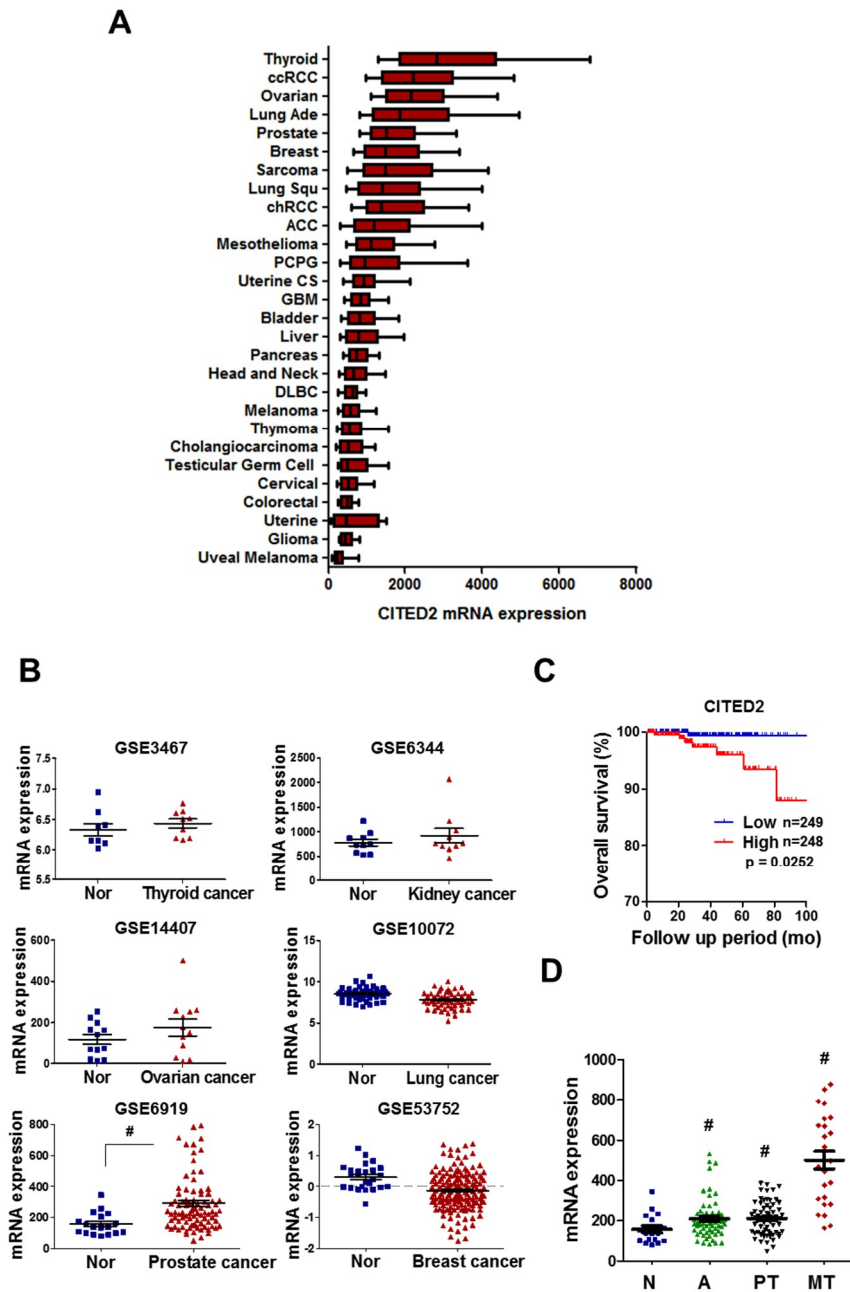 A
Thyroid
ccRCC
Ovarian
Lung Ade
Prostate
Breast
Sarcoma
Lung Squ
chRCC
ACC
Mesothelioma
PCPG
Uterine CS
GBM
Bladder
Liver
Pancreas
Head and Neck
DLBC
Melanoma
Thymoma
Cholangiocarcinoma
Testicular Germ Cell
Cervical
Colorectal
Uterine
Glioma
Uveal Melanoma
0 2000 4000 6000 8000
CITED2 mRNA expression
B
GSE3467
mRNA expression
7.5
7.0
6.5
6.0
5.5
Nor Thyroid cancer
GSE6344
mRNA expression
2500
2000
1500
1000
500
0
Nor Kidney cancer
GSE14407
mRNA expression
600
400
200
0
Nor Ovarian cancer
GSE10072
mRNA expression
15
10
5
0
Nor Lung cancer
GSE6919
mRNA expression
800
600
400
200
0
#
Nor Prostate cancer
GSE53752
mRNA expression
2
1
0
-1
-2
Nor Breast cancer
C
CITED2
Overall survival (%)
100
90
80
70
Low n=249
High n=248
p = 0.0252
0 20 40 60 80 100
Follow up period (mo)
D
mRNA expression
1000
800
600
400
200
0
# # #
N A PT MT